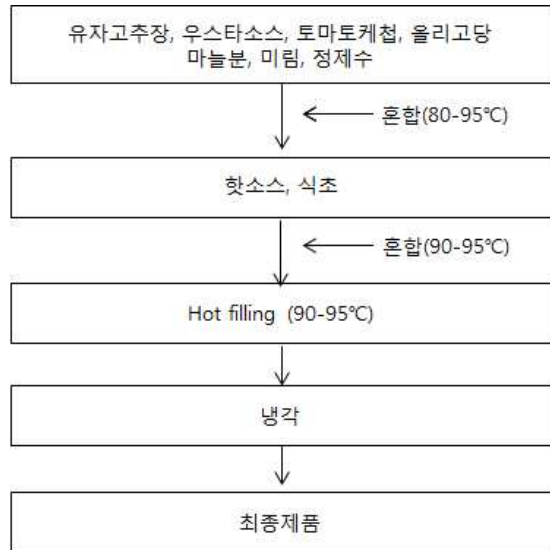 유자고추장, 우스타소스, 토마토케첩, 올리고당
마늘분, 미림, 정제수
혼합(80-95℃)
핫소스, 식초
혼합(90-95℃)
Hot filling (90-95℃)
냉각
최종제품